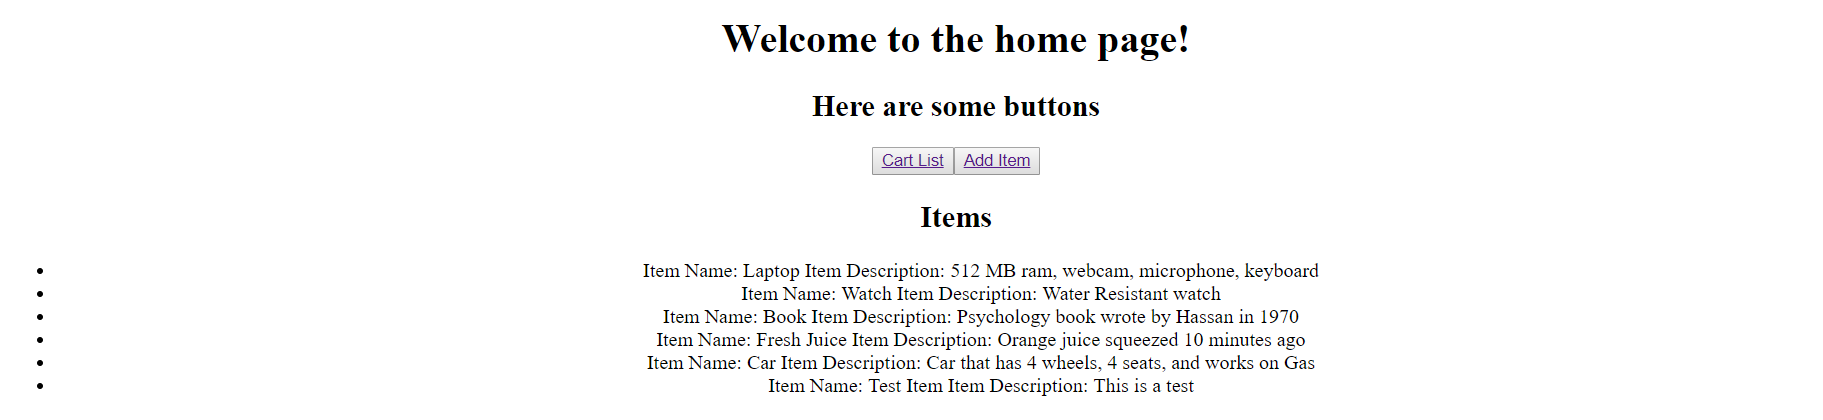 Welcome to the home page!
Here are some buttons
Cart List Add Item
Items
Item Name: Laptop Item Description: 512 MB ram, webcam, microphone, keyboard
Item Name: Watch Item Description: Water Resistant watch
Item Name: Book Item Description: Psychology book wrote by Hassan in 1970
Item Name: Fresh Juice Item Description: Orange juice squeezed 10 minutes ago
Item Name: Car Item Description: Car that has 4 wheels, 4 seats, and works on Gas
Item Name: Test Item Item Description: This is a test